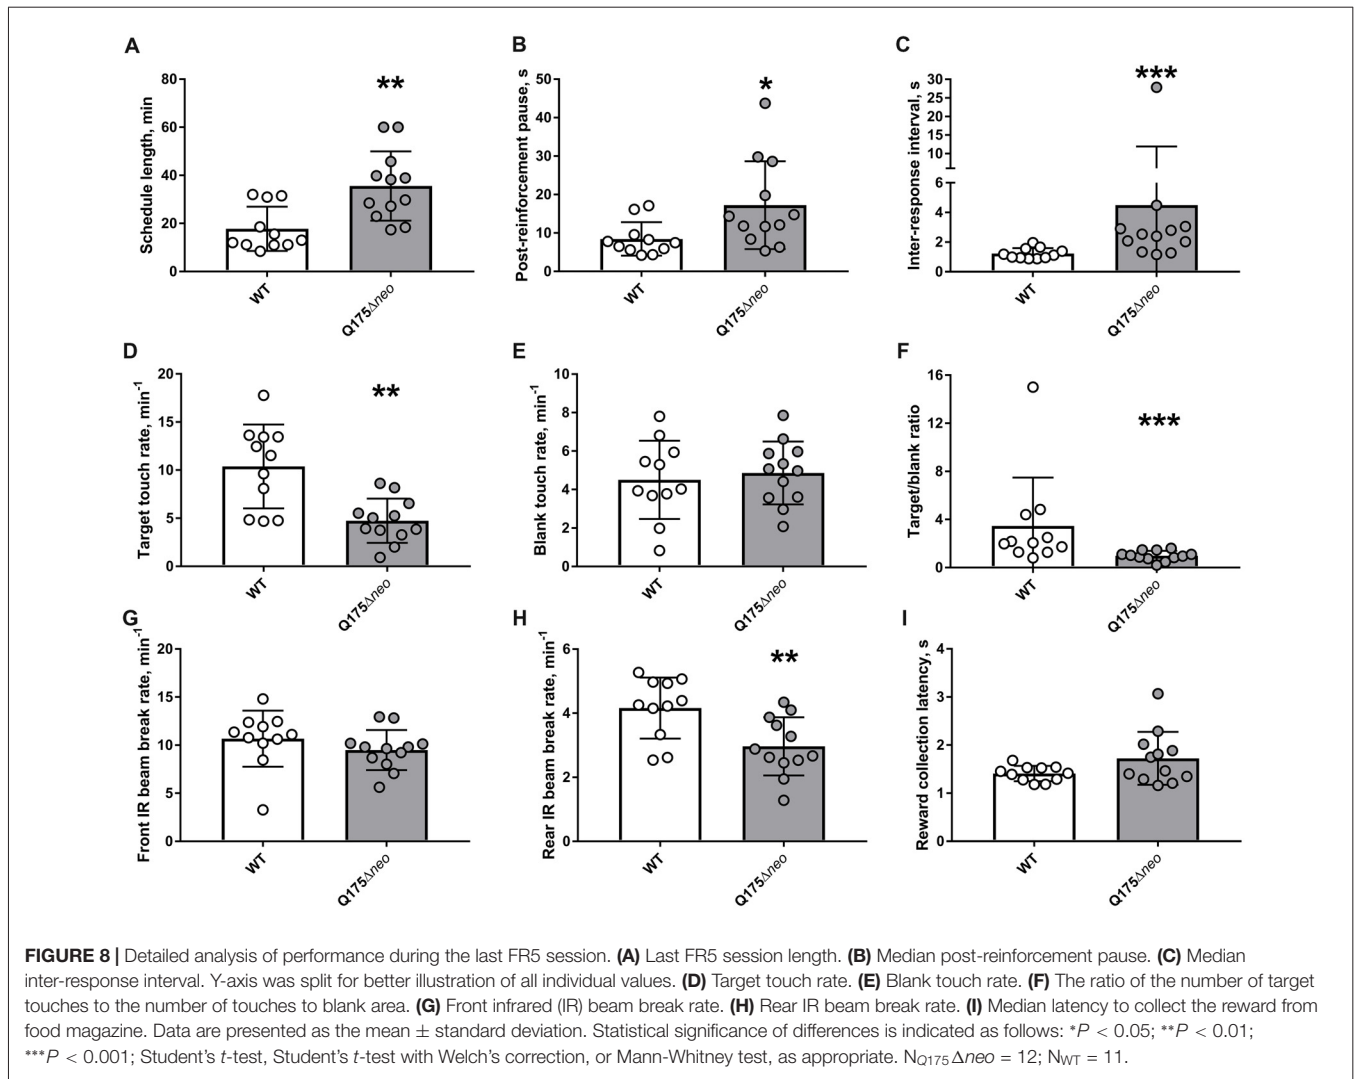 A
B
C
Schedule length, min
80
60
40
20
0
**
WT
Q175Δneo
Post-reinforcement pause, s
50
40
30
20
10
0
*
WT
Q175Δneo
Inter-response interval, s
30
25
20
15
10
6
4
2
0
***
WT
Q175Δneo
D
E
F
Target touch rate, min⁻¹
20
15
10
5
0
**
WT
Q175Δneo
Blank touch rate, min⁻¹
10
8
6
4
2
0
WT
Q175Δneo
Target/blank ratio
16
12
8
4
0
***
WT
Q175Δneo
G
H
I
Front IR beam break rate, min⁻¹
20
15
10
5
0
WT
Q175Δneo
Rear IR beam break rate, min⁻¹
6
4
2
0
**
WT
Q175Δneo
Reward collection latency, s
4
3
2
1
0
WT
Q175Δneo
FIGURE 8 | Detailed analysis of performance during the last FR5 session. (A) Last FR5 session length. (B) Median post-reinforcement pause. (C) Median
inter-response interval. Y-axis was split for better illustration of all individual values. (D) Target touch rate. (E) Blank touch rate. (F) The ratio of the number of target
touches to the number of touches to blank area. (G) Front infrared (IR) beam break rate. (H) Rear IR beam break rate. (I) Median latency to collect the reward from
food magazine. Data are presented as the mean ± standard deviation. Statistical significance of differences is indicated as follows: *P < 0.05; **P < 0.01;
***P < 0.001; Student's t-test, Student's t-test with Welch's correction, or Mann-Whitney test, as appropriate. NQ175Δneo = 12; NWT = 11.